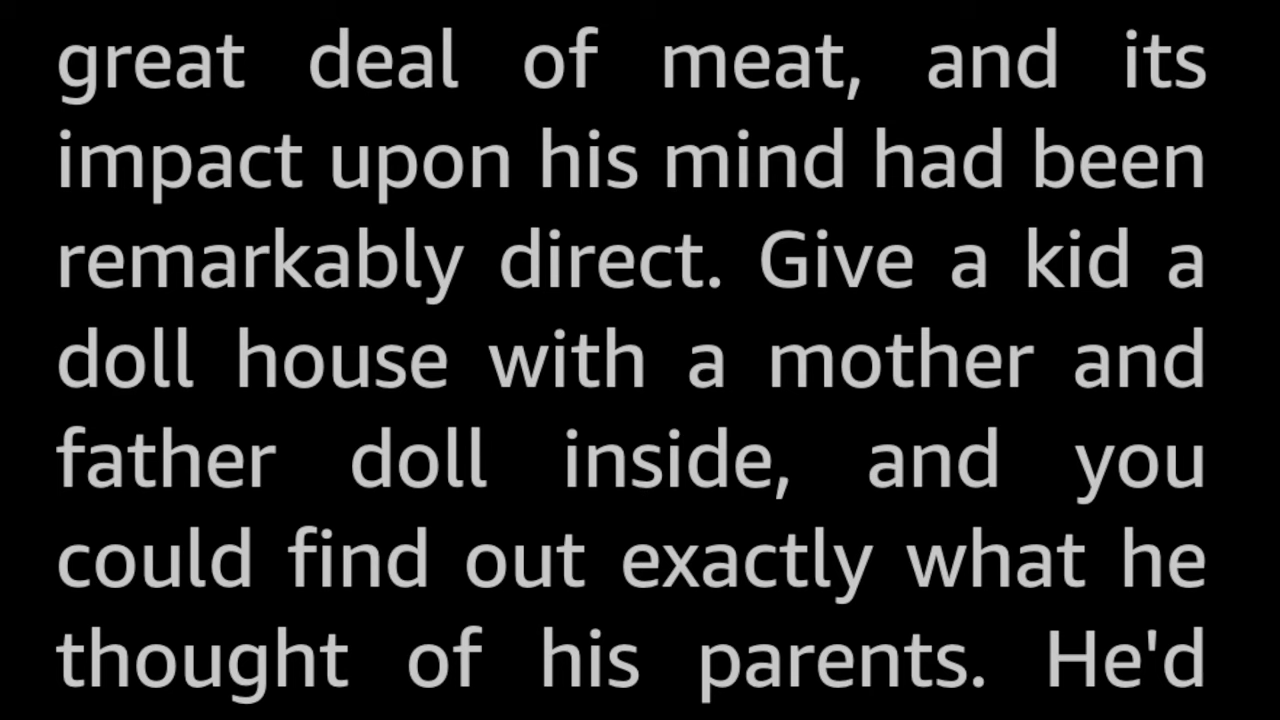 great deal of meat, and its
impact upon his mind had been
remarkably direct. Give a kid a
doll house with a mother and
father doll inside, and you
could find out exactly what he
thought of his parents. He'd